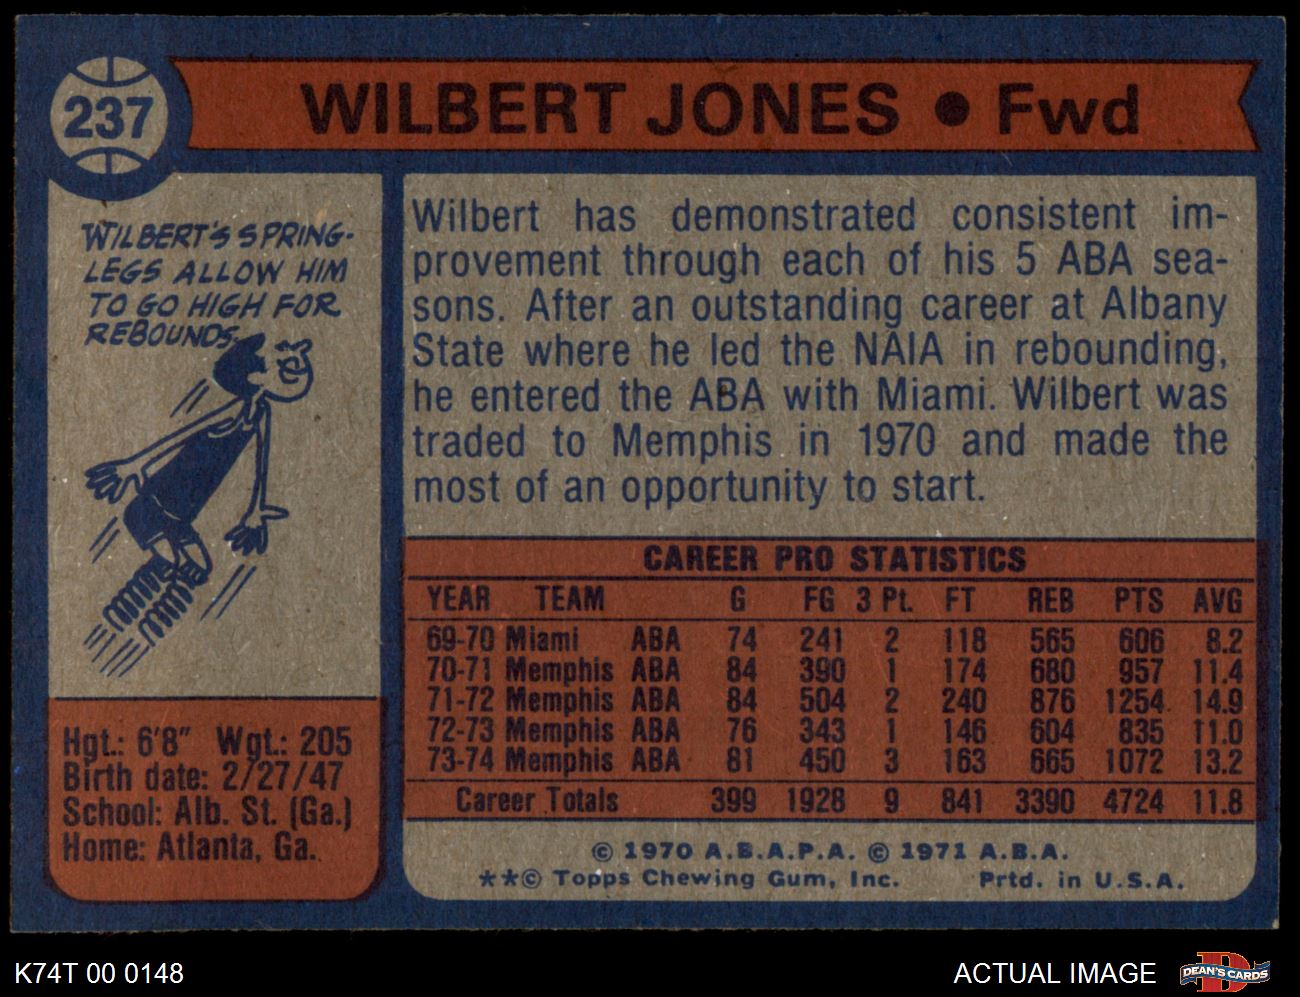 237
WILBERT JONES • Fwd
WILBERT'S SPRING-
LEGS ALLOW HIM
TO GO HIGH FOR
REBOUNDS.
Wilbert has demonstrated consistent im-
provement through each of his 5 ABA sea-
sons. After an outstanding career at Albany
State where he led the NAIA in rebounding,
he entered the ABA with Miami. Wilbert was
traded to Memphis in 1970 and made the
most of an opportunity to start.
Hgt.: 6'8" Wgt.: 205
Birth date: 2/27/47
School: Alb. St. (Ga.)
Home: Atlanta, Ga.
CAREER PRO STATISTICS
YEAR TEAM G FG 3 Pt. FT REB PTS AVG
69-70 Miami ABA 74 241 2 118 565 606 8.2
70-71 Memphis ABA 84 390 1 174 680 957 11.4
71-72 Memphis ABA 84 504 2 240 876 1254 14.9
72-73 Memphis ABA 76 343 1 146 604 835 11.0
73-74 Memphis ABA 81 450 3 163 665 1072 13.2
Career Totals 399 1928 9 841 3390 4724 11.8
© 1970 A.B.A.P.A. © 1971 A.B.A.
**© Topps Chewing Gum, Inc. Prtd. in U.S.A.
K74T 00 0148
ACTUAL IMAGE
DEAN'S CARDS